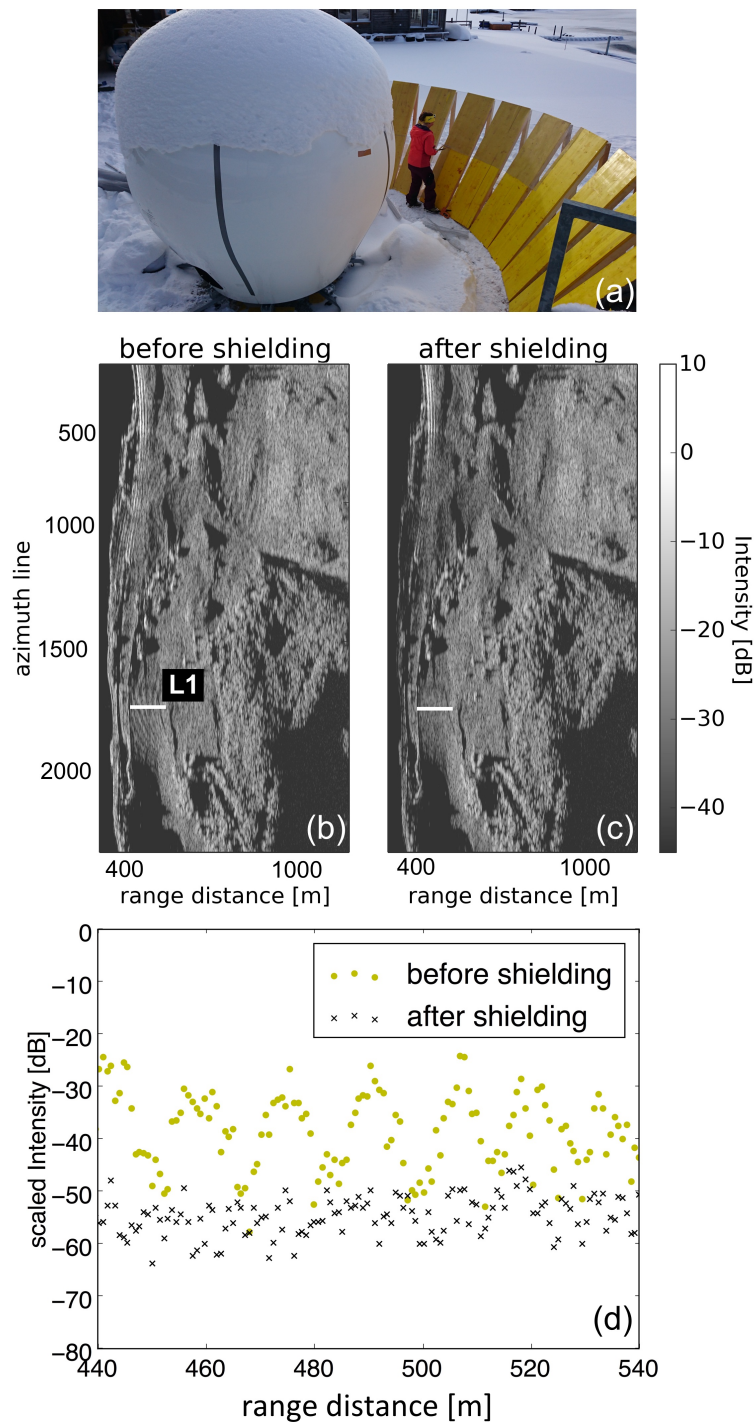 (a)
before shielding
after shielding
500
1000
1500
2000
azimuth line
L1
(b)
(c)
400
1000
400
1000
range distance [m]
range distance [m]
10
0
−10
−20
−30
−40
Intensity [dB]
0
−10
−20
−30
−40
−50
−60
−70
−80
scaled Intensity [dB]
before shielding
after shielding
(d)
440
460
480
500
520
540
range distance [m]